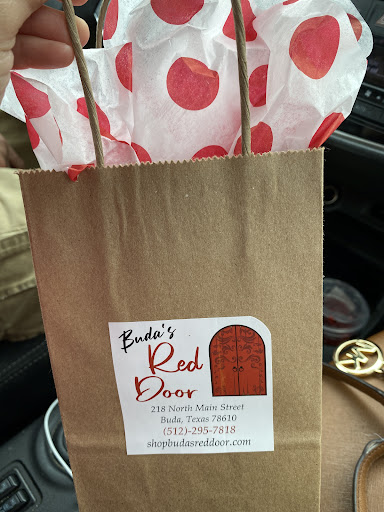 Buda's
Red
Door
218 North Main Street
Buda, Texas 78610
(512)-295-7818
shopbudasreddoor.com